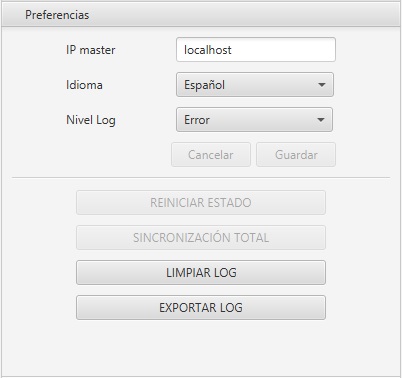 Preferencias
IP master localhost
Idioma Español
Nivel Log Error
Cancelar Guardar
REINICIAR ESTADO
SINCRONIZACIÓN TOTAL
LIMPIAR LOG
EXPORTAR LOG